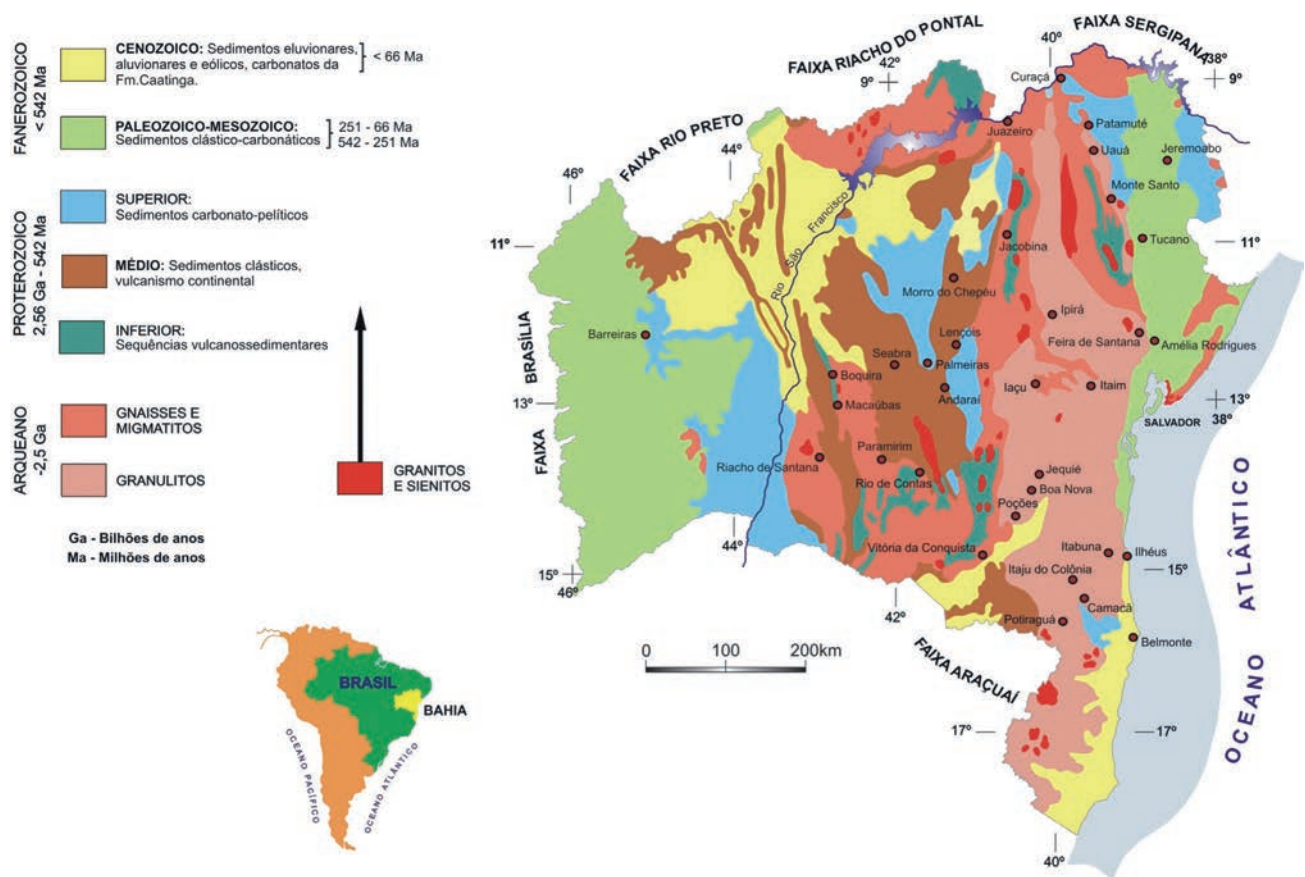 FANEROZOICO
< 542 Ma
CENOZOICO: Sedimentos eluvionares,
aluvionares e eólicos, carbonatos da
Fm.Caatinga.
< 66 Ma
PALEOZOICO-MESOZOICO:
Sedimentos clástico-carbonáticos
251 - 66 Ma
542 - 251 Ma
PROTEROZOICO
2,56 Ga - 542 Ma
SUPERIOR:
Sedimentos carbonato-pelíticos
MÉDIO: Sedimentos clásticos,
vulcanismo continental
INFERIOR:
Sequências vulcanossedimentares
ARQUEANO
-2,5 Ga
GNAISSES E
MIGMATITOS
GRANULITOS
GRANITOS
E SIENITOS
Ga - Bilhões de anos
Ma - Milhões de anos
BRASIL
BAHIA
OCEANO PACÍFICO
OCEANO ATLÂNTICO
FAIXA RIACHO DO PONTAL
FAIXA SERGIPANA
FAIXA RIO PRETO
FAIXA BRASÍLIA
FAIXA ARAÇUAÍ
OCEANO ATLÂNTICO
40º
38º
9º
42º
9º
44º
46º
11º
11º
13º
13º
38º
44º
15º
46º
15º
42º
17º
17º
40º
Curaçá
Juazeiro
Patamuté
Uauá
Jeremoabo
Monte Santo
Rio São Francisco
Jacobina
Tucano
Morro do Chepéu
Ipirá
Barreiras
Lençóis
Feira de Santana
Amélia Rodrigues
Seabra
Palmeiras
Boquira
Andaraí
Iaçu
Itaim
Macaúbas
SALVADOR
Paramirim
Riacho de Santana
Rio de Contas
Jequié
Boa Nova
Poções
Vitória da Conquista
Itabuna
Ilhéus
Itaju do Colônia
Camacã
Potiraguá
Belmonte
0 100 200km